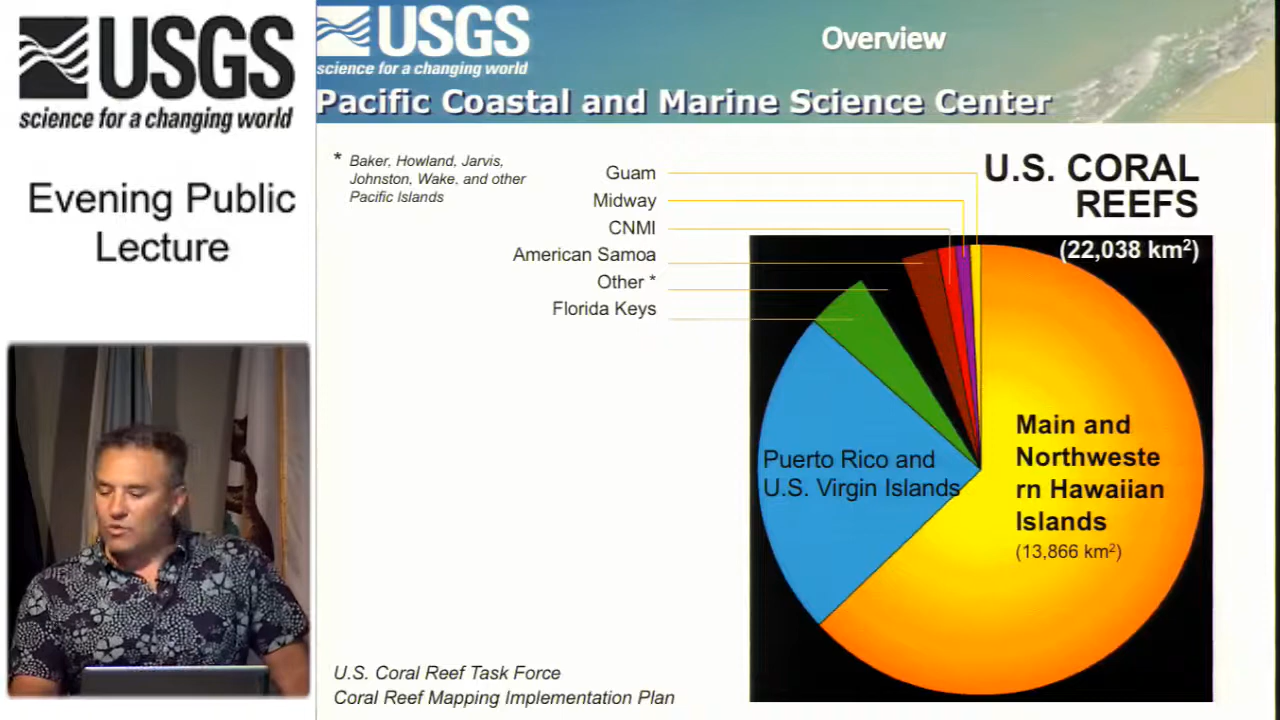 USGS
science for a changing world
Evening Public
Lecture
USGS
science for a changing world
Overview
Pacific Coastal and Marine Science Center
* Baker, Howland, Jarvis,
Johnston, Wake, and other
Pacific Islands
Guam
Midway
CNMI
American Samoa
Other *
Florida Keys
U.S. CORAL
REEFS
(22,038 km²)
Puerto Rico and
U.S. Virgin Islands
Main and
Northweste
rn Hawaiian
Islands
(13,866 km²)
U.S. Coral Reef Task Force
Coral Reef Mapping Implementation Plan